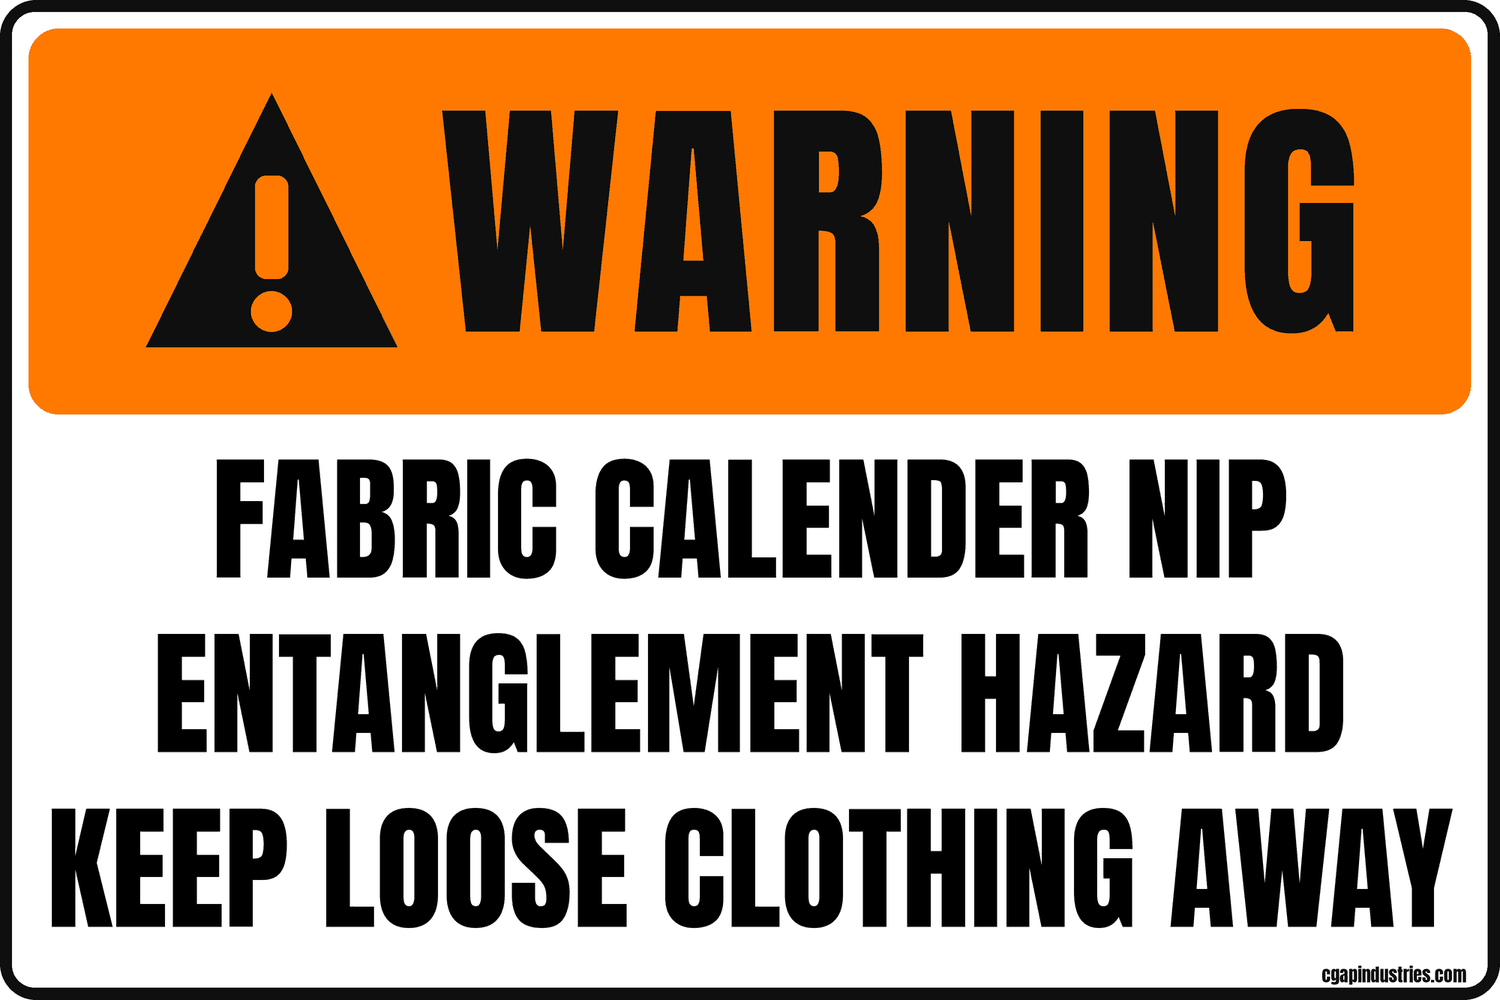 WARNING
FABRIC CALENDER NIP
ENTANGLEMENT HAZARD
KEEP LOOSE CLOTHING AWAY
cgapindustries.com